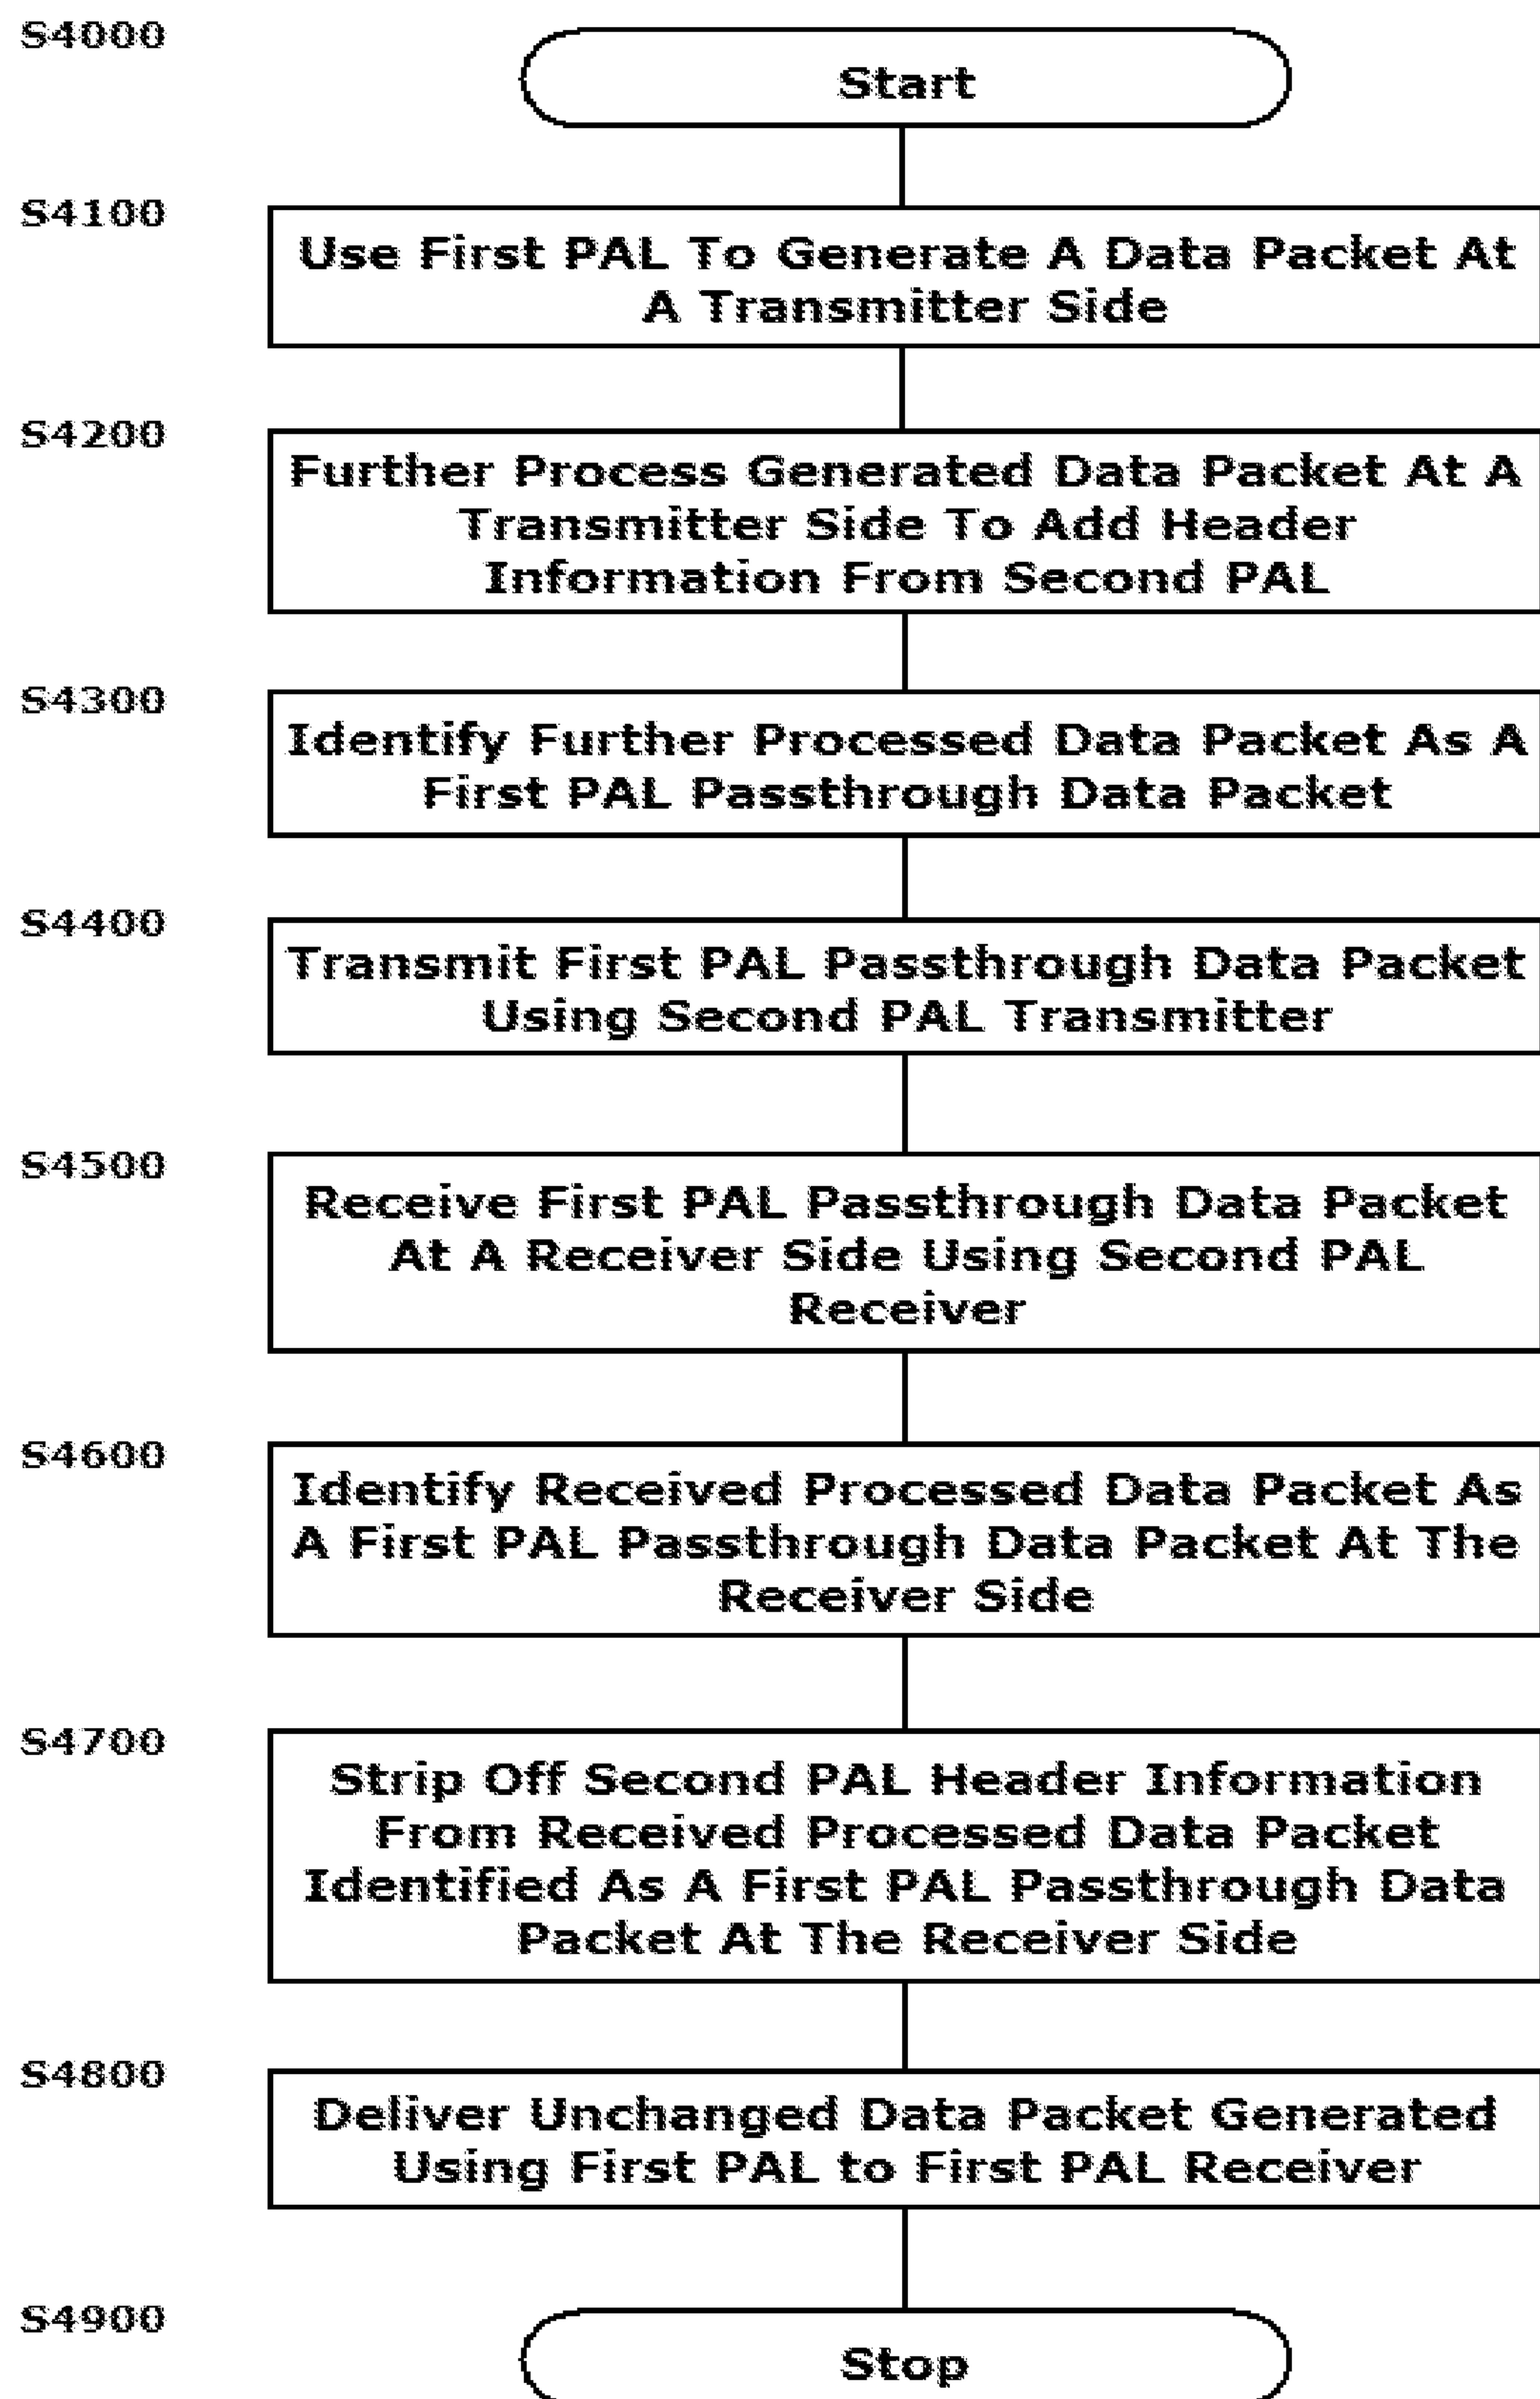 S4000
Start
S4100
Use First PAL To Generate A Data Packet At
A Transmitter Side
S4200
Further Process Generated Data Packet At A
Transmitter Side To Add Header
Information From Second PAL
S4300
Identify Further Processed Data Packet As A
First PAL Passthrough Data Packet
S4400
Transmit First PAL Passthrough Data Packet
Using Second PAL Transmitter
S4500
Receive First PAL Passthrough Data Packet
At A Receiver Side Using Second PAL
Receiver
S4600
Identify Received Processed Data Packet As
A First PAL Passthrough Data Packet At The
Receiver Side
S4700
Strip Off Second PAL Header Information
From Received Processed Data Packet
Identified As A First PAL Passthrough Data
Packet At The Receiver Side
S4800
Deliver Unchanged Data Packet Generated
Using First PAL to First PAL Receiver
S4900
Stop